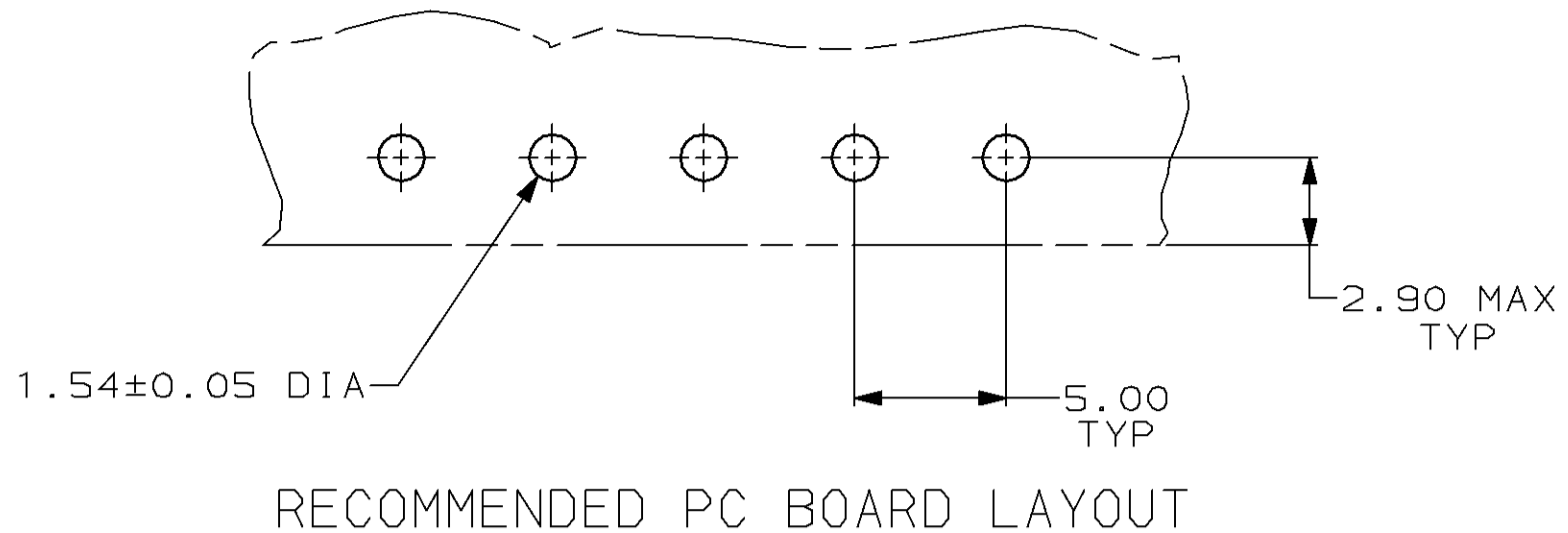 2.90 MAX
TYP
1.54±0.05 DIA
5.00
TYP
RECOMMENDED PC BOARD LAYOUT